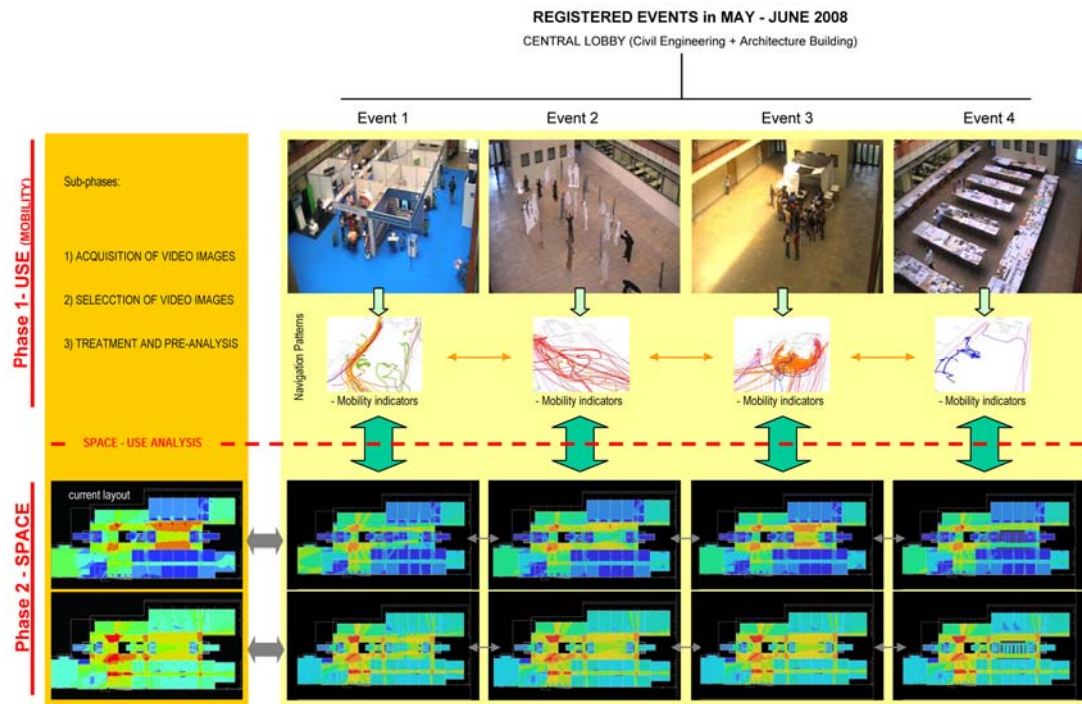 REGISTERED EVENTS in MAY - JUNE 2008
CENTRAL LOBBY (Civil Engineering + Architecture Building)
Event 1
Event 2
Event 3
Event 4
Phase 1- USE (MOBILITY)
Sub-phases:
1) ACQUISITION OF VIDEO IMAGES
2) SELECCTION OF VIDEO IMAGES
3) TREATMENT AND PRE-ANALYSIS
Navigation Patterns
- Mobility indicators
- Mobility indicators
- Mobility indicators
- Mobility indicators
SPACE - USE ANALYSIS
Phase 2 - SPACE
current layout